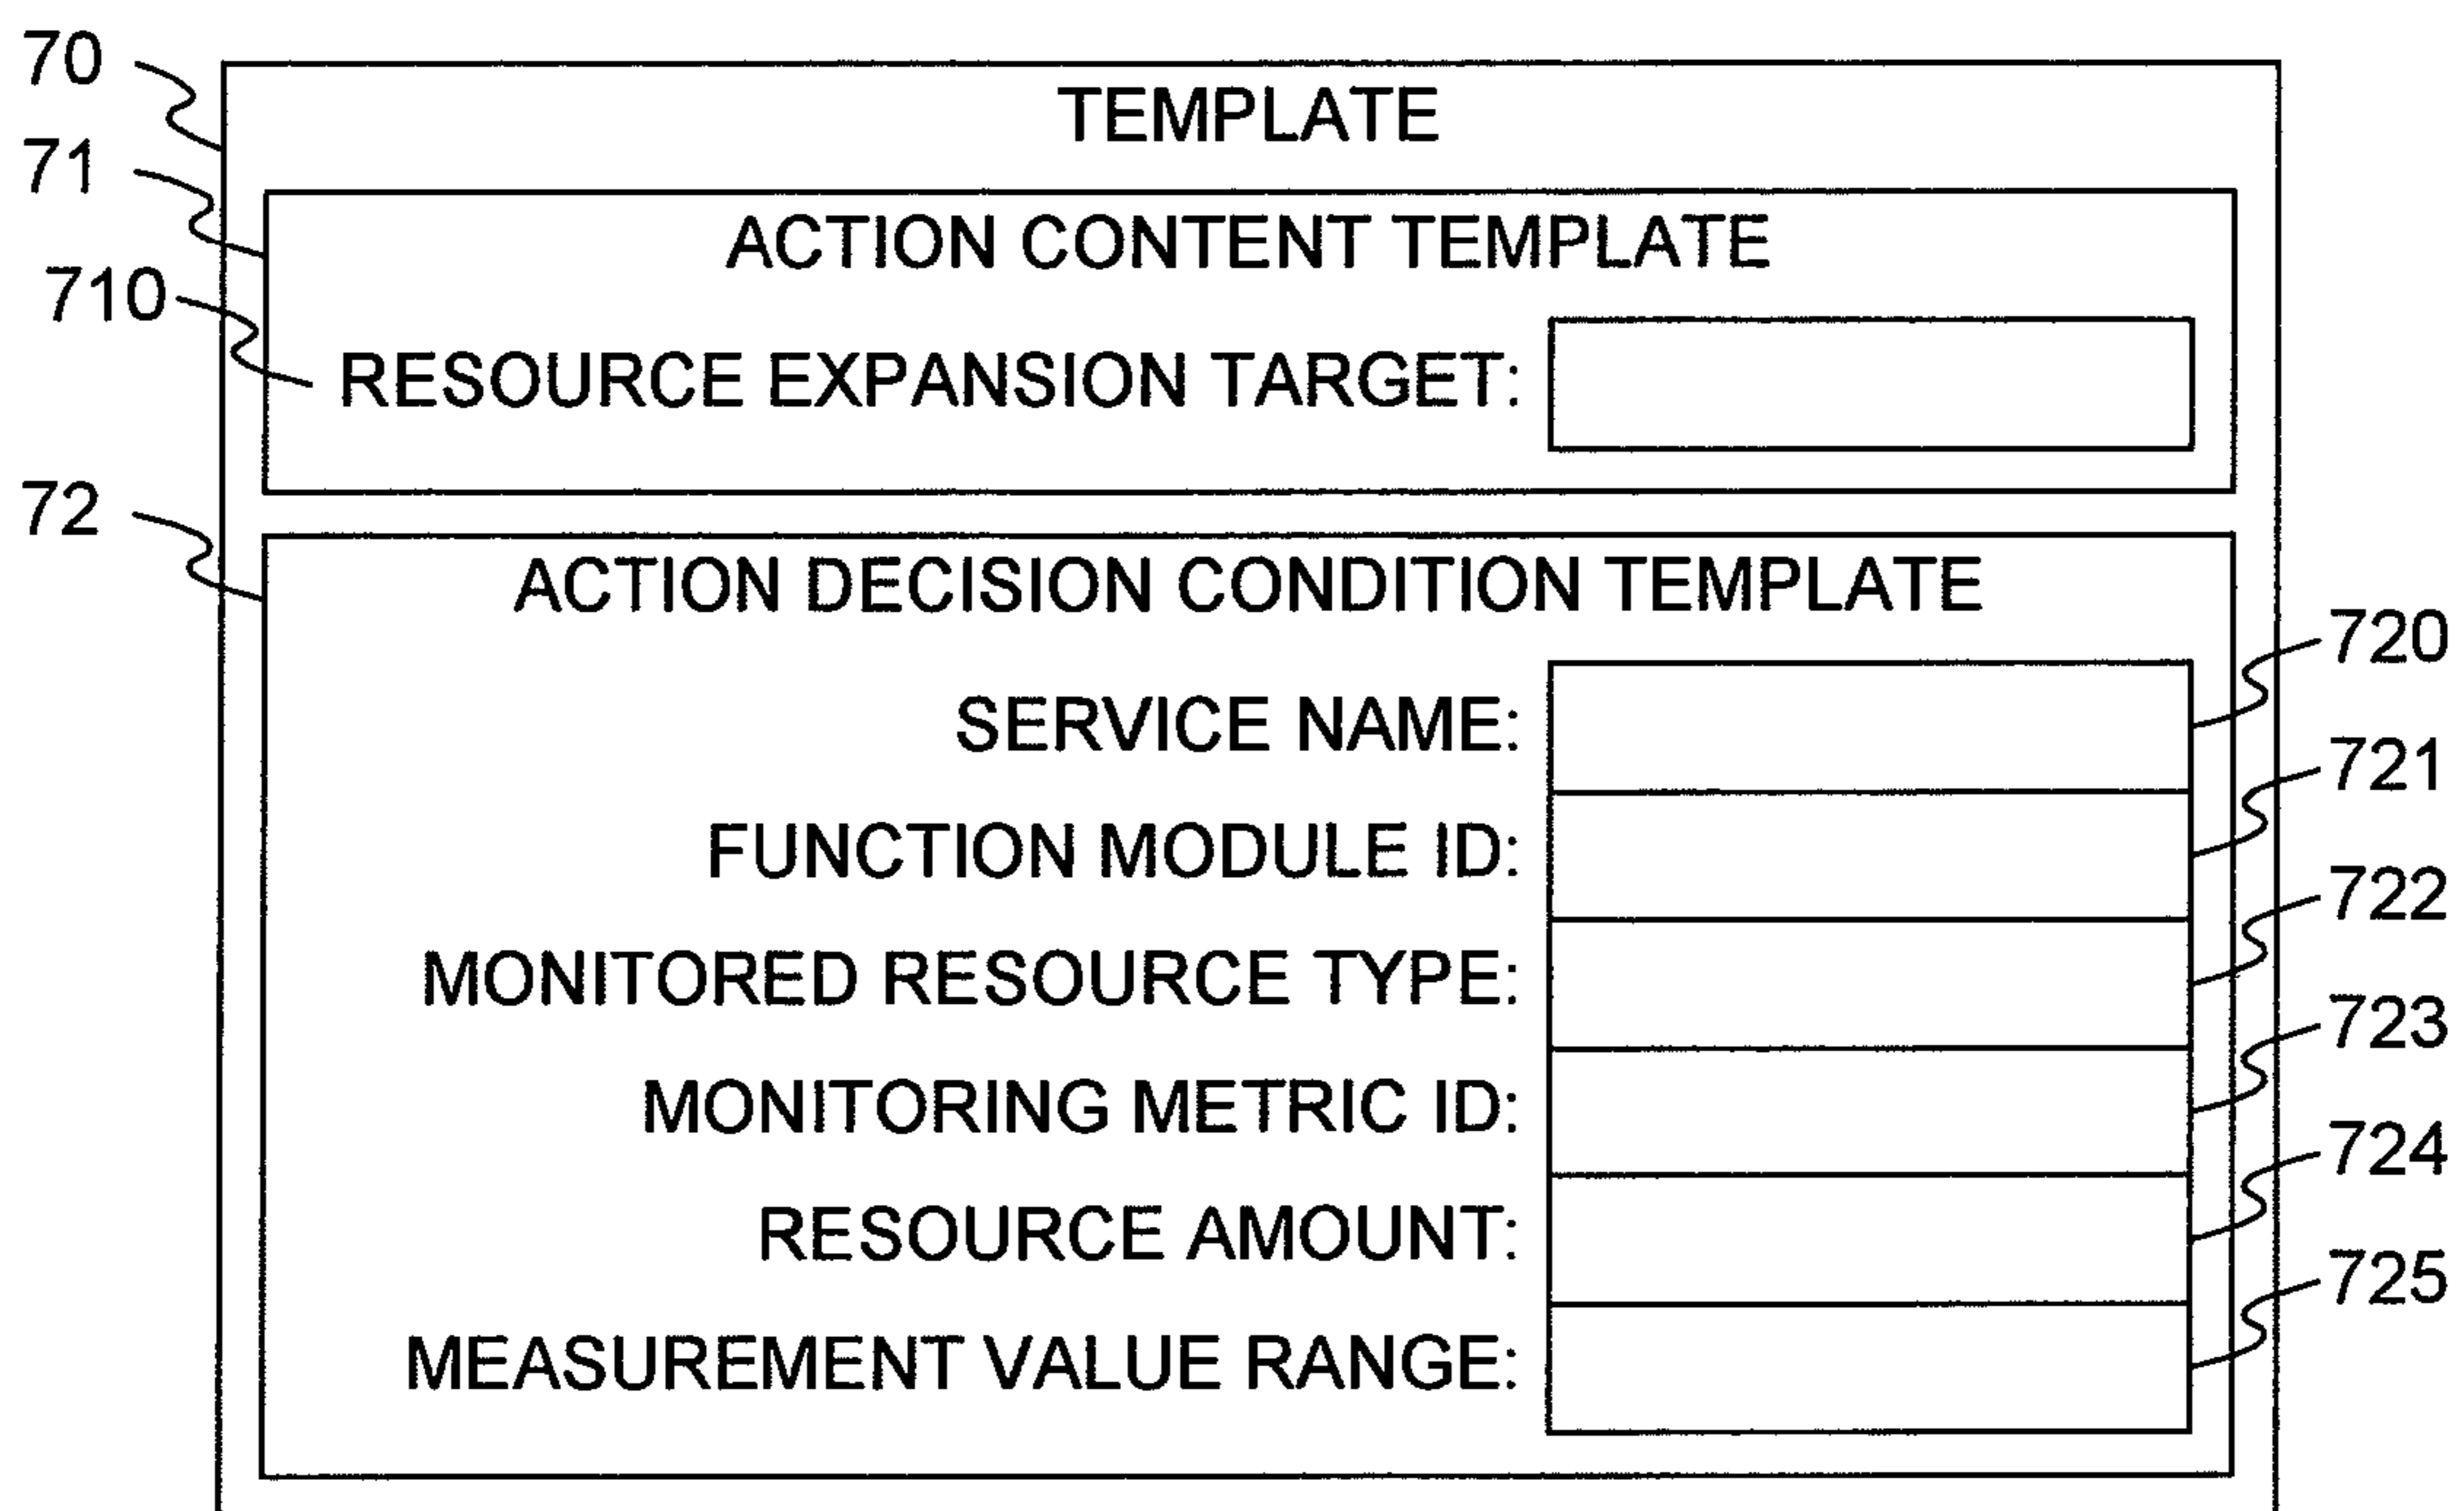 70
TEMPLATE
71
ACTION CONTENT TEMPLATE
710
RESOURCE EXPANSION TARGET:
72
ACTION DECISION CONDITION TEMPLATE
720
SERVICE NAME:
721
FUNCTION MODULE ID:
722
MONITORED RESOURCE TYPE:
723
MONITORING METRIC ID:
724
RESOURCE AMOUNT:
725
MEASUREMENT VALUE RANGE: